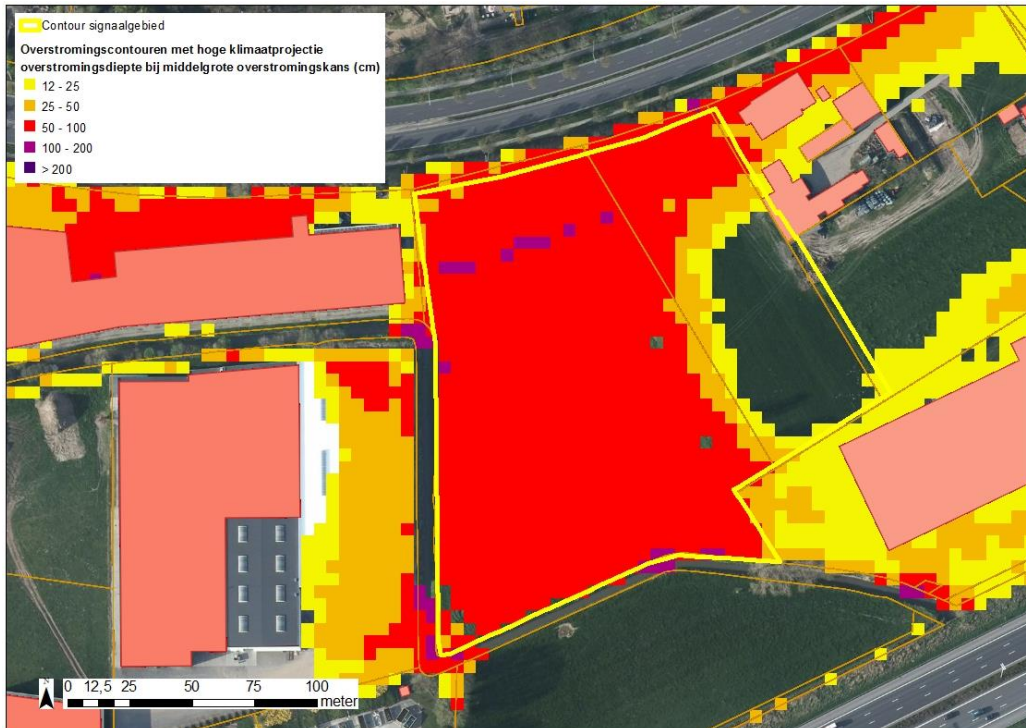 Contour signaalgebied
Overstromingscontouren met hoge klimaatprojectie
overstromingsdiepte bij middelgrote overstromingskans (cm)
12 - 25
25 - 50
50 - 100
100 - 200
> 200
0 12,5 25 50 75 100
meter